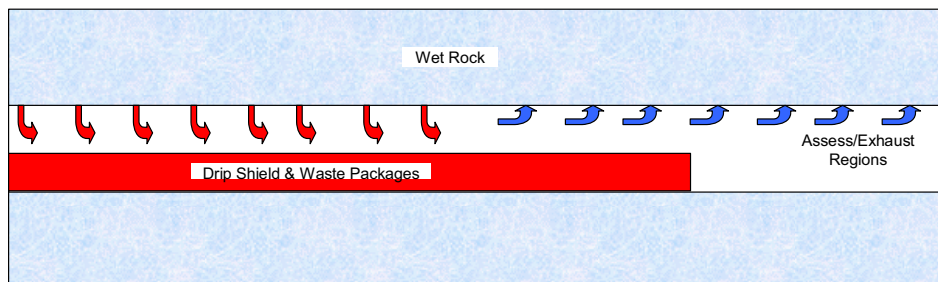 Wet Rock
Assess/Exhaust
Regions
Drip Shield & Waste Packages